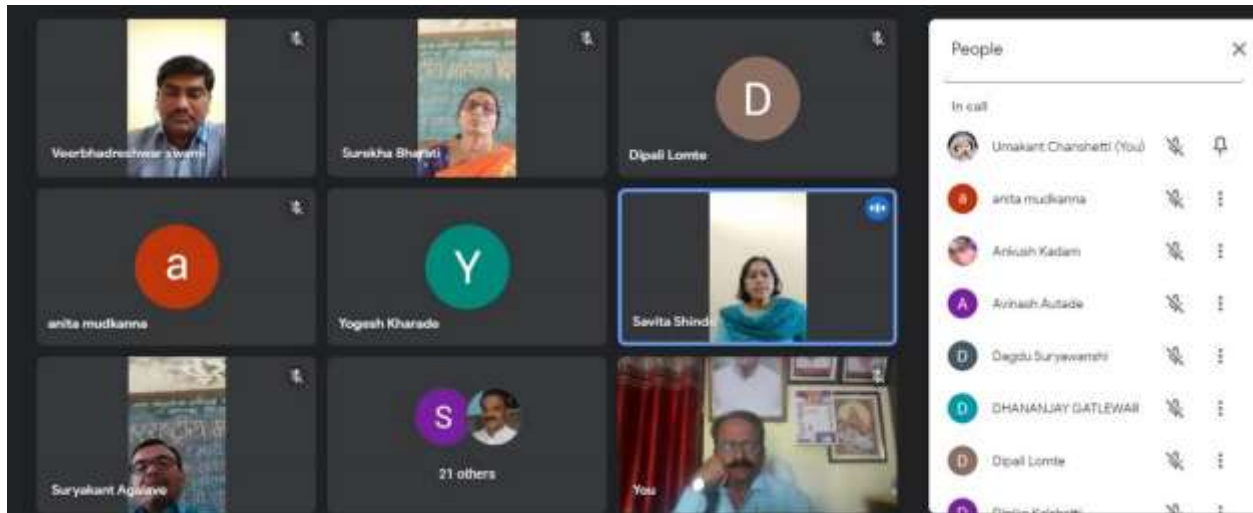 Veerbhadreshwar swami
Surekha Bharati
D
Dipali Lomte
a
anita mudkanna
Y
Yogesh Kharade
Savita Shinde
Suryakant Agalave
S
21 others
You
People
In call
Umakant Chanshetti (You)
a anita mudkanna
Ankush Kadam
A Avinash Autade
D Dagdu Suryawanshi
D DHANANJAY GATLEWAR
D Dipali Lomte
D